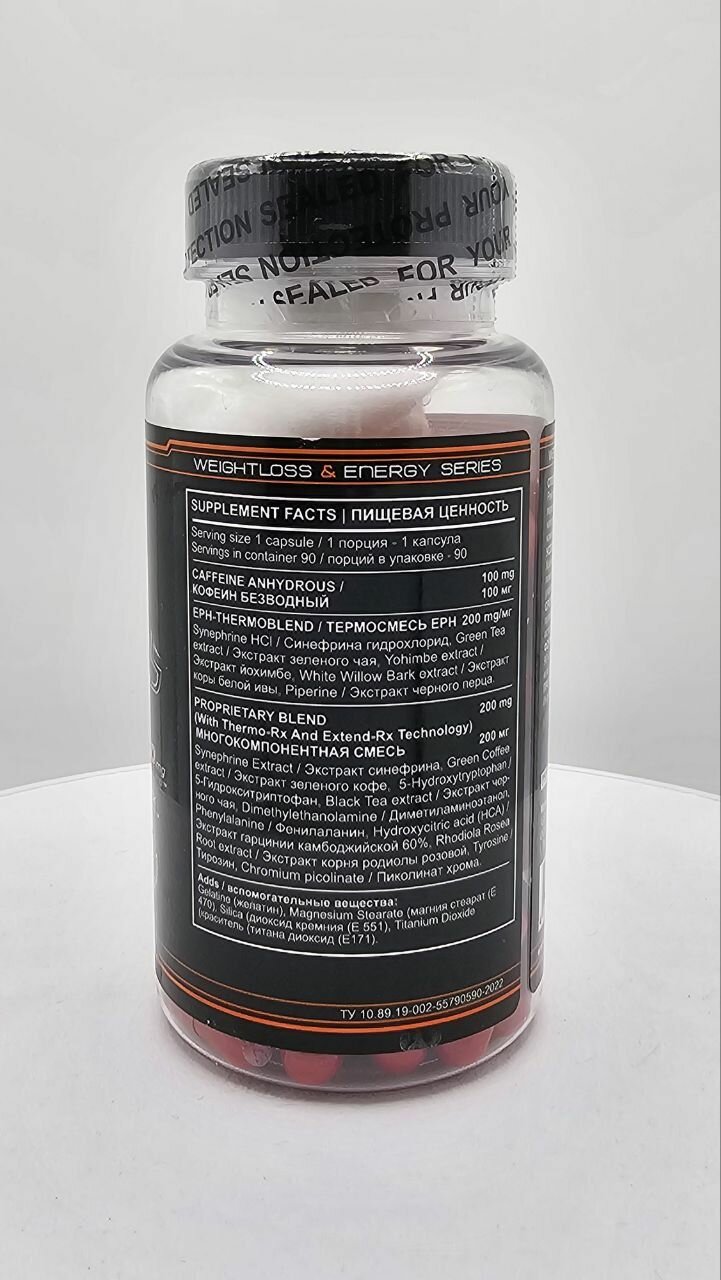 SEALED
TECTION SEALED FOR YOUR
PROTECTION
SEALED FOR YOUR
WEIGHTLOSS & ENERGY SERIES
SUPPLEMENT FACTS | ПИЩЕВАЯ ЦЕННОСТЬ
Serving size 1 capsule / 1 порция - 1 капсула
Servings in container 90 / порций в упаковке - 90
CAFFEINE ANHYDROUS / 100 mg
КОФЕИН БЕЗВОДНЫЙ 100 мг
EPH-THERMOBLEND / ТЕРМОСМЕСЬ EPH 200 mg/мг
Synephrine HCl / Синефрина гидрохлорид, Green Tea
extract / Экстракт зеленого чая, Yohimbe extract /
Экстракт йохимбе, White Willow Bark extract / Экстракт
коры белой ивы, Piperine / Экстракт черного перца.
PROPRIETARY BLEND 200 mg
(With Thermo-Rx And Extend-Rx Technology)
МНОГОКОМПОНЕНТНАЯ СМЕСЬ 200 мг
Synephrine Extract / Экстракт синефрина, Green Coffee
extract / Экстракт зеленого кофе, 5-Hydroxytryptophan /
5-Гидрокситриптофан, Black Tea extract / Экстракт чор-
ного чая, Dimethylethanolamine / Диметиламиноэтанол,
Phenylalanine / Фенилаланин, Hydroxycitric acid (HCA) /
Экстракт гарцинии камбоджийской 60%, Rhodiola Rosea
Root extract / Экстракт корня родиолы розовой, Tyrosine /
Тирозин, Chromium picolinate / Пиколинат хрома.
Adds / вспомогательные вещества:
Gelatine (желатин), Magnesium Stearate (магния стеарат (E
470), Silica (диоксид кремния (E 551), Titanium Dioxide
(краситель (титана диоксид (E171).
ТУ 10.89.19-002-55790590-2022
mg